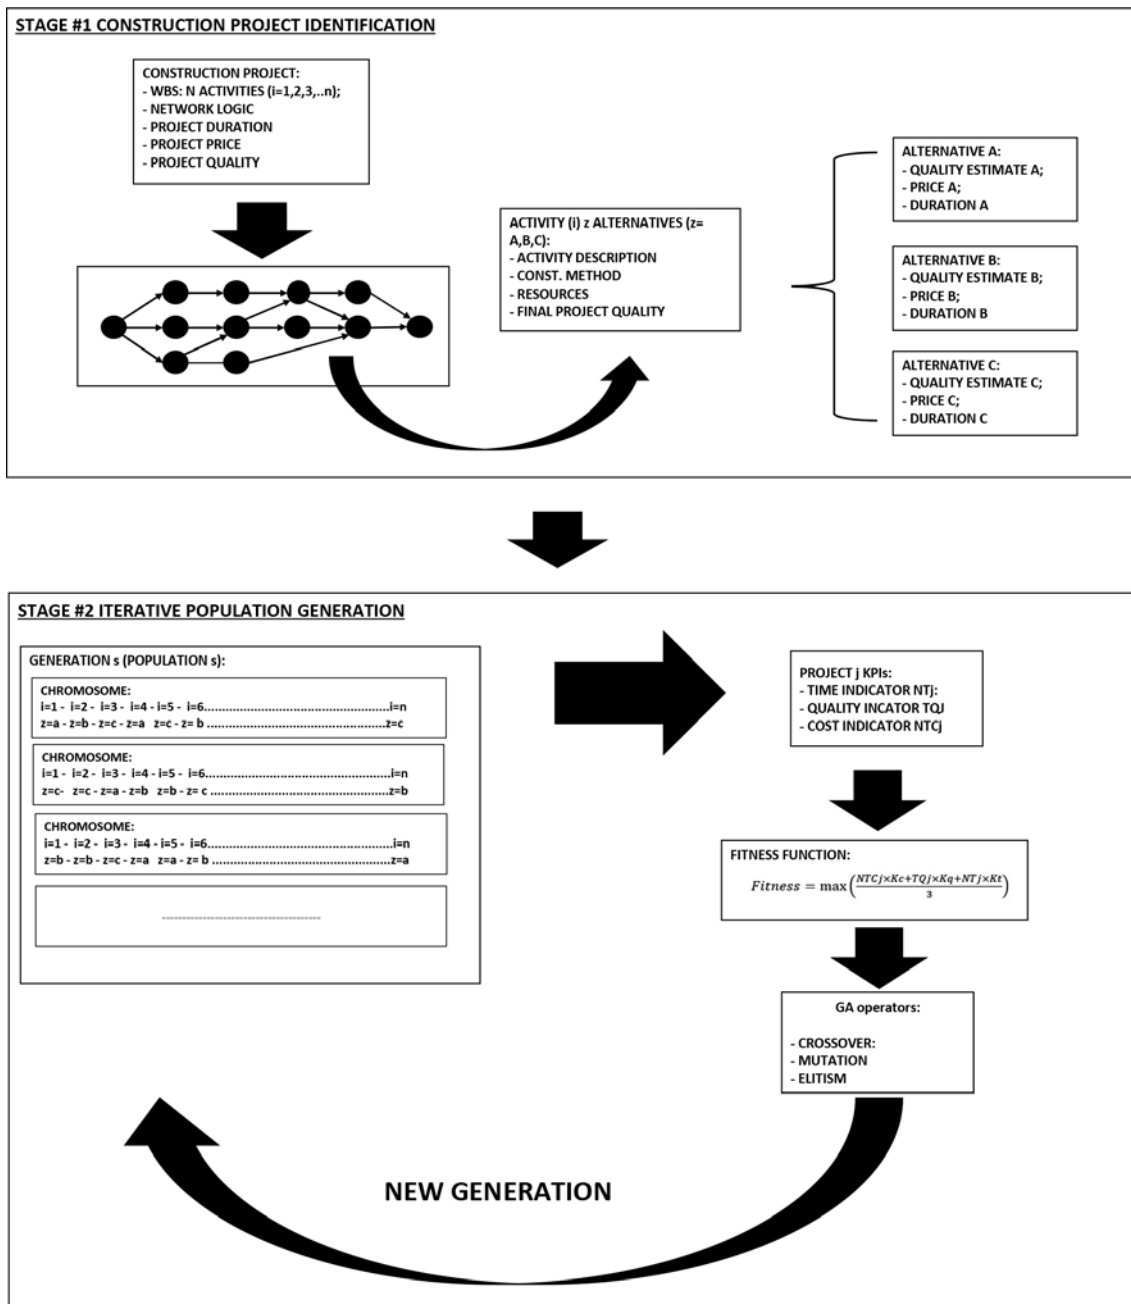 STAGE #1 CONSTRUCTION PROJECT IDENTIFICATION
CONSTRUCTION PROJECT:
- WBS: N ACTIVITIES (i=1,2,3,..n);
- NETWORK LOGIC
- PROJECT DURATION
- PROJECT PRICE
- PROJECT QUALITY
ACTIVITY (i) z ALTERNATIVES (z=
A,B,C):
- ACTIVITY DESCRIPTION
- CONST. METHOD
- RESOURCES
- FINAL PROJECT QUALITY
ALTERNATIVE A:
- QUALITY ESTIMATE A;
- PRICE A;
- DURATION A
ALTERNATIVE B:
- QUALITY ESTIMATE B;
- PRICE B;
- DURATION B
ALTERNATIVE C:
- QUALITY ESTIMATE C;
- PRICE C;
- DURATION C
STAGE #2 ITERATIVE POPULATION GENERATION
GENERATION s (POPULATION s):
CHROMOSOME:
i=1 - i=2 - i=3 - i=4 - i=5 - i=6..............................................................i=n
z=a - z=b - z=c - z=a z=c - z= b ...........................................................z=c
CHROMOSOME:
i=1 - i=2 - i=3 - i=4 - i=5 - i=6..............................................................i=n
z=c- z=c - z=a - z=b z=b - z= c ...........................................................z=b
CHROMOSOME:
i=1 - i=2 - i=3 - i=4 - i=5 - i=6..............................................................i=n
z=b - z=b - z=c - z=a z=a - z= b ...........................................................z=a
----------------------------------------
PROJECT j KPIs:
- TIME INDICATOR NTj:
- QUALITY INCATOR TQJ
- COST INDICATOR NTCj
FITNESS FUNCTION:
Fitness = max(\frac{NTCj×Kc+TQj×Kq+NTj×Kt}{3})
GA operators:
- CROSSOVER:
- MUTATION
- ELITISM
NEW GENERATION